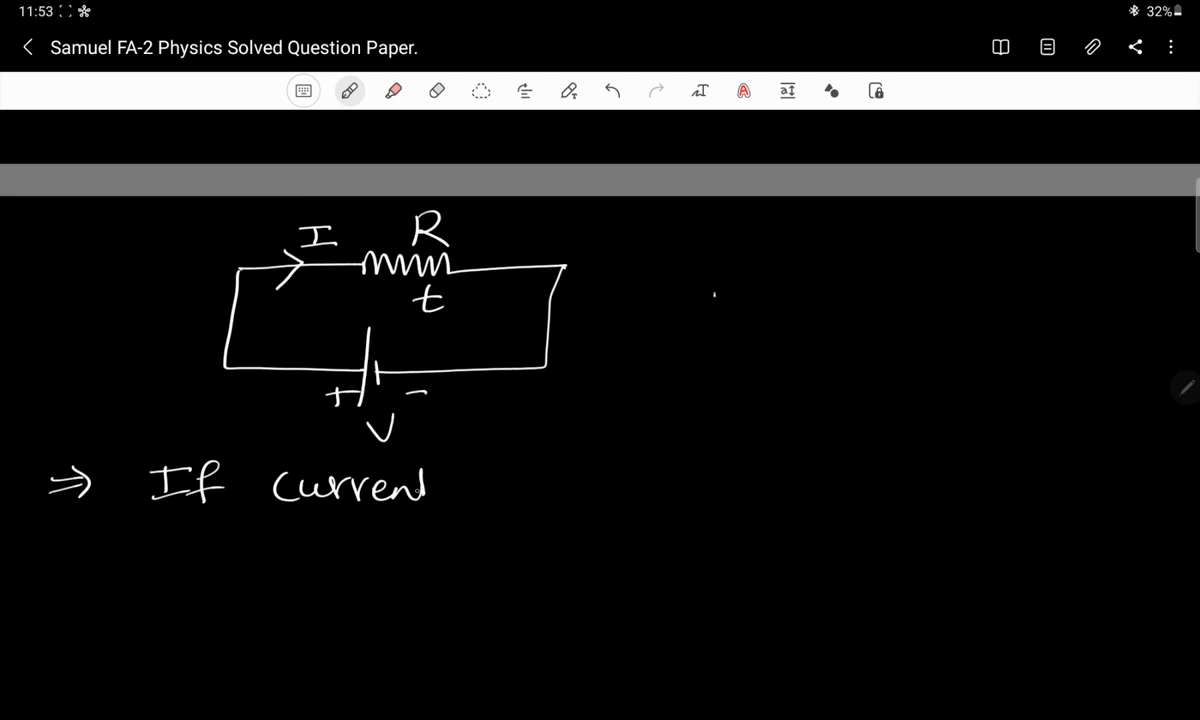 11:53 32%
Samuel FA-2 Physics Solved Question Paper.
I R
t
+ -
V
⇒ If current